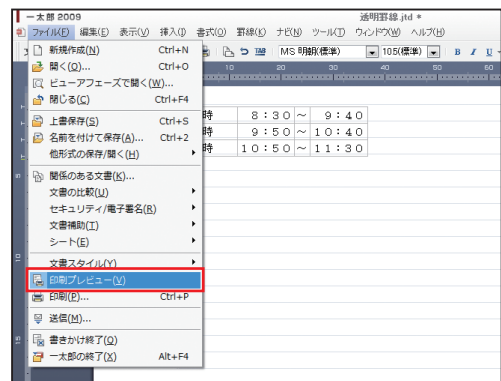 一太郎 2009 透明罫線.jtd *
ファイル(F) 編集(E) 表示(V) 挿入(I) 書式(O) 罫線(K) ナビ(N) ツール(T) ウィンドウ(W) ヘルプ(H)
MS 明朝(標準) 10.5(標準) B I U
新規作成(N) Ctrl+N
開く(O)... Ctrl+O
ビューアフェーズで開く(W)...
閉じる(C) Ctrl+F4
上書保存(S) Ctrl+S
名前を付けて保存(A)... Ctrl+2
他形式の保存/開く(H)
関係のある文書(K)...
文書の比較(U)
セキュリティ/電子署名(R)
文書補助(T)
シート(E)
文書スタイル(Y)
印刷プレビュー(V)
印刷(P)... Ctrl+P
送信(M)...
書きかけ終了(Q)
一太郎の終了(X) Alt+F4
10 20 30 40 50 60
時 8:30 ~ 9:40
時 9:50 ~ 10:40
時 10:50 ~ 11:30